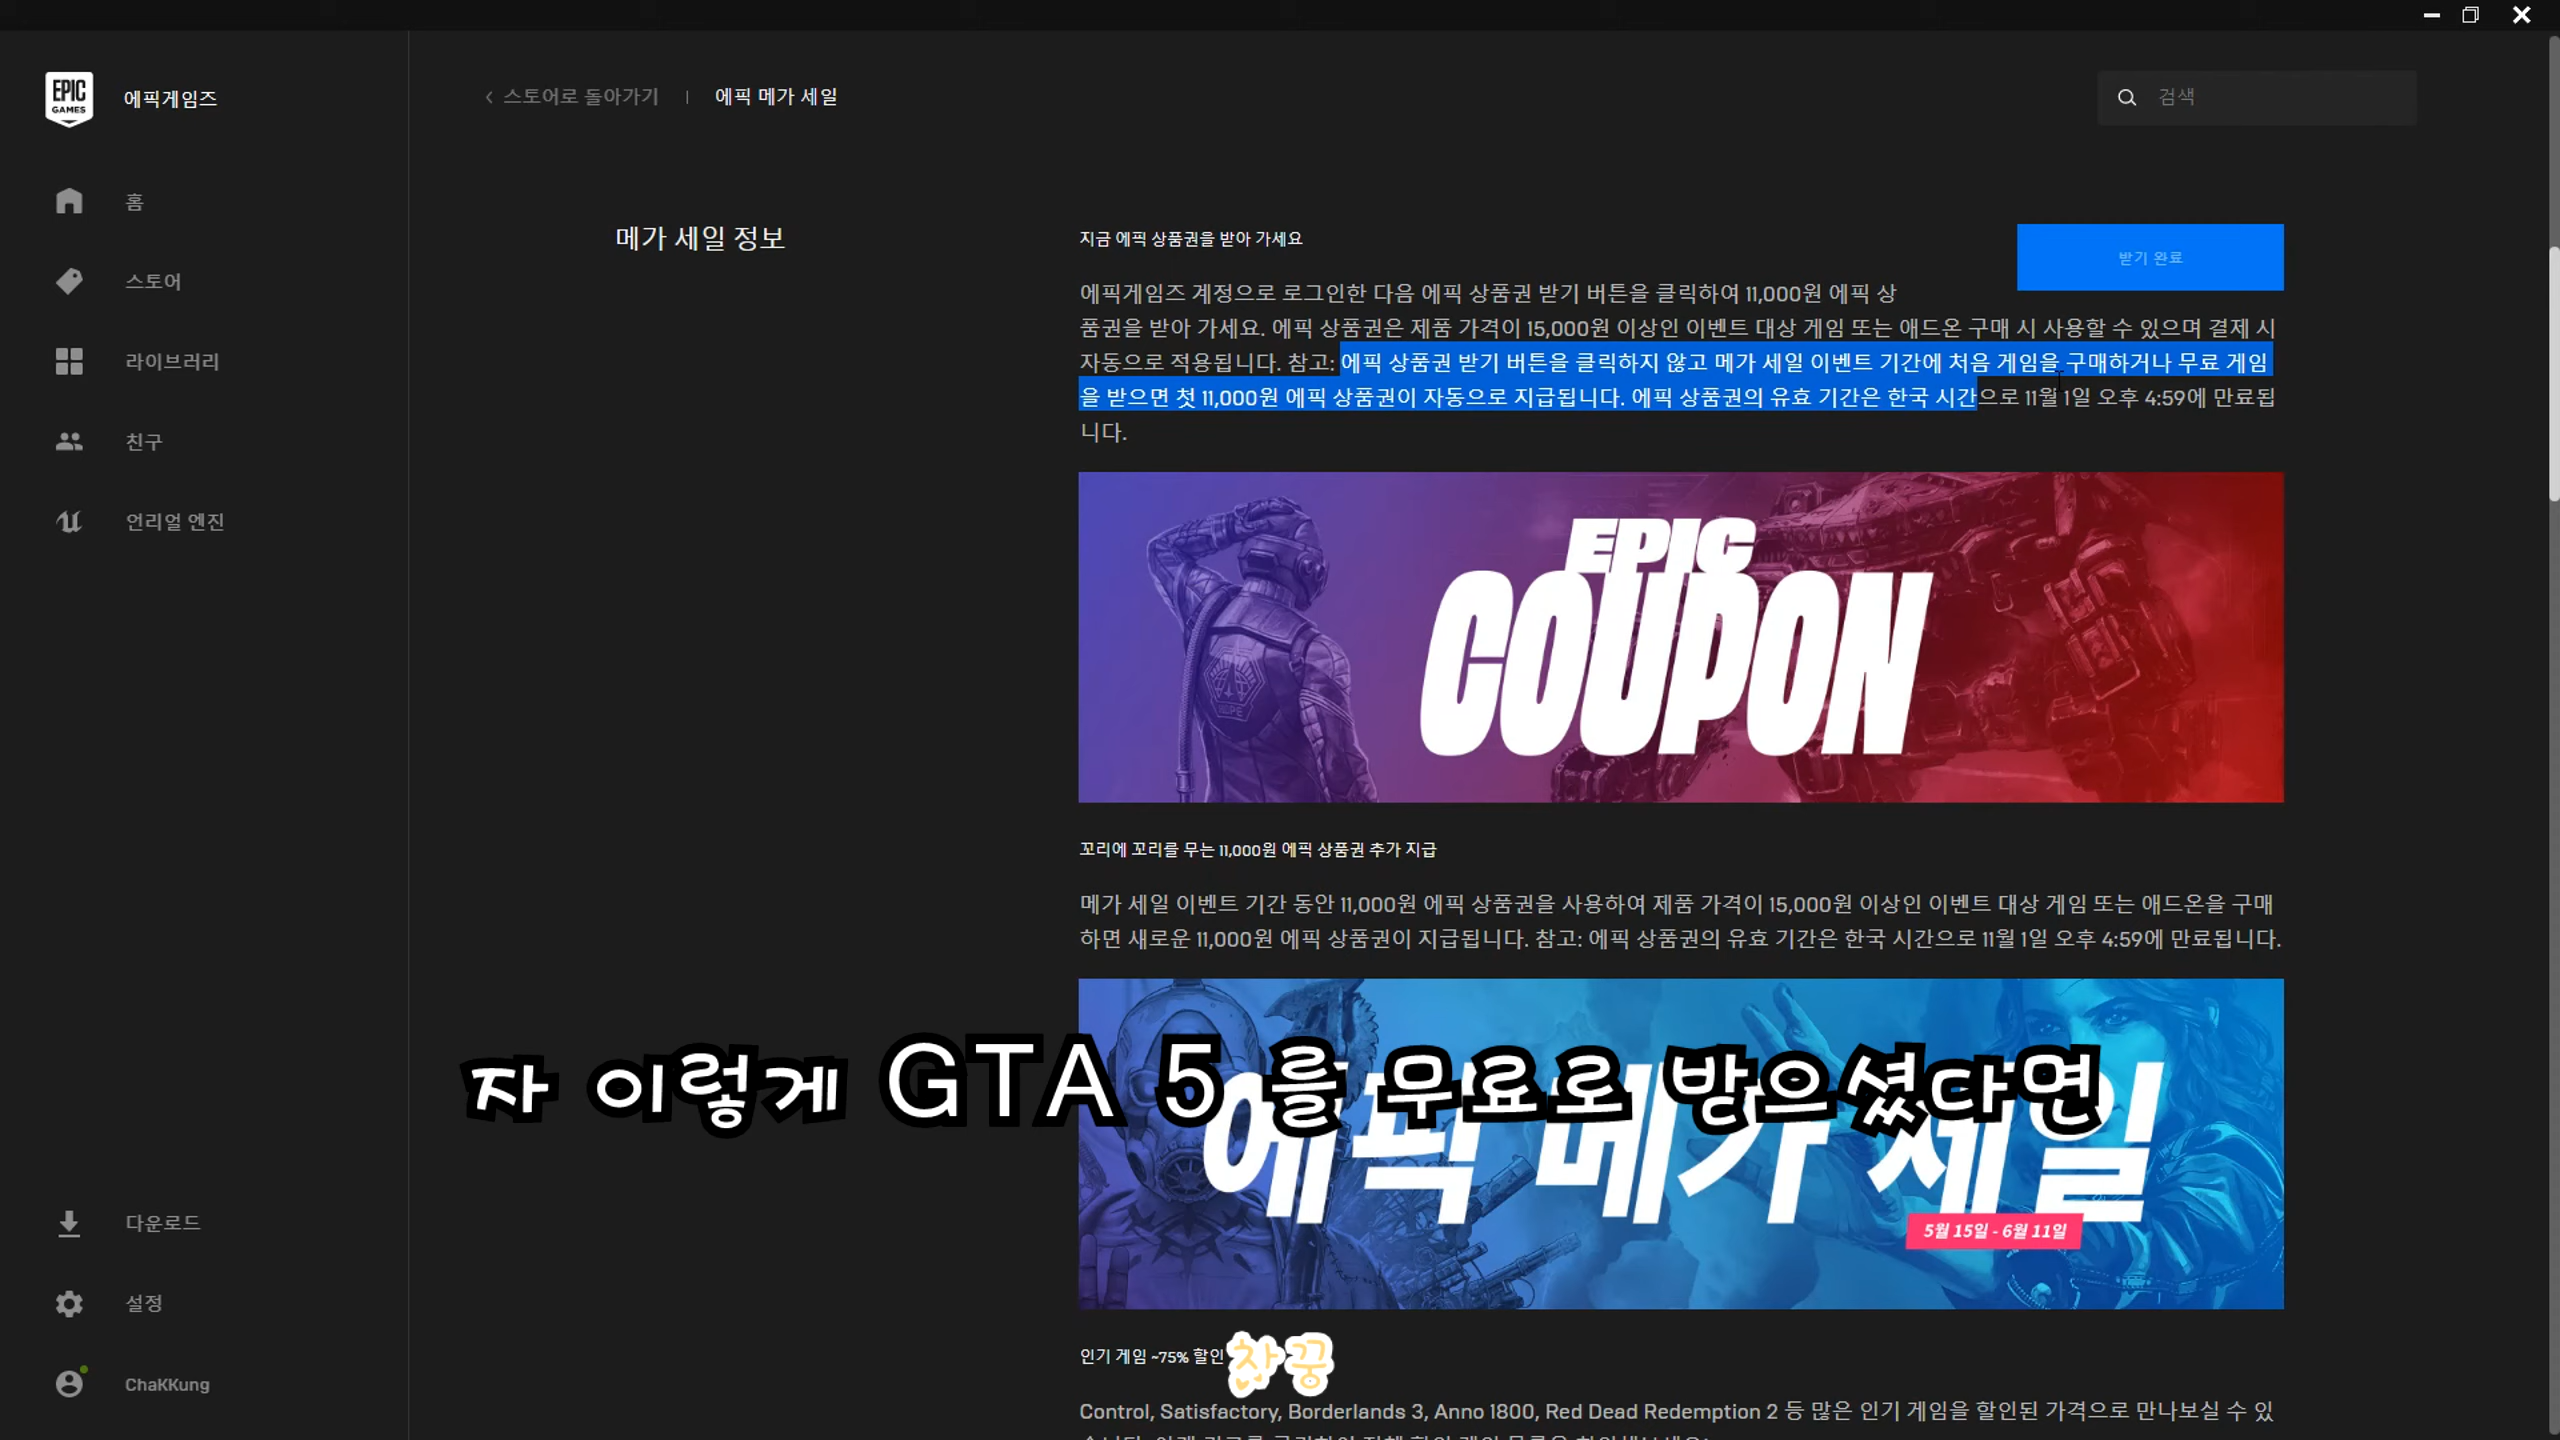 EPIC GAMES
에픽게임즈
홈
스토어
라이브러리
친구
언리얼 엔진
다운로드
설정
ChaKKung
스토어로 돌아가기 | 에픽 메가 세일
검색
메가 세일 정보
지금 에픽 상품권을 받아 가세요
받기 완료
에픽게임즈 계정으로 로그인한 다음 에픽 상품권 받기 버튼을 클릭하여 11,000원 에픽 상
품권을 받아 가세요. 에픽 상품권은 제품 가격이 15,000원 이상인 이벤트 대상 게임 또는 애드온 구매 시 사용할 수 있으며 결제 시
자동으로 적용됩니다. 참고: 에픽 상품권 받기 버튼을 클릭하지 않고 메가 세일 이벤트 기간에 처음 게임을 구매하거나 무료 게임
을 받으면 첫 11,000원 에픽 상품권이 자동으로 지급됩니다. 에픽 상품권의 유효 기간은 한국 시간으로 11월 1일 오후 4:59에 만료됩
니다.
EPIC
COUPON
꼬리에 꼬리를 무는 11,000원 에픽 상품권 추가 지급
메가 세일 이벤트 기간 동안 11,000원 에픽 상품권을 사용하여 제품 가격이 15,000원 이상인 이벤트 대상 게임 또는 애드온을 구매
하면 새로운 11,000원 에픽 상품권이 지급됩니다. 참고: 에픽 상품권의 유효 기간은 한국 시간으로 11월 1일 오후 4:59에 만료됩니다.
자 이렇게 GTA 5 를 무료로 받으셨다면
에픽 메가 세일
5월 15일 - 6월 11일
인기 게임 ~75% 할인
챠꿍
Control, Satisfactory, Borderlands 3, Anno 1800, Red Dead Redemption 2 등 많은 인기 게임을 할인된 가격으로 만나보실 수 있